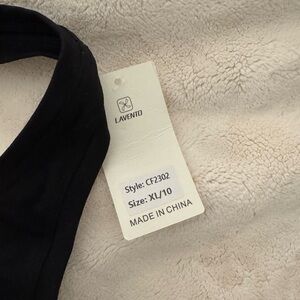 LAVENTO
Style: CF2302
Size: XL/10
MADE IN CHINA